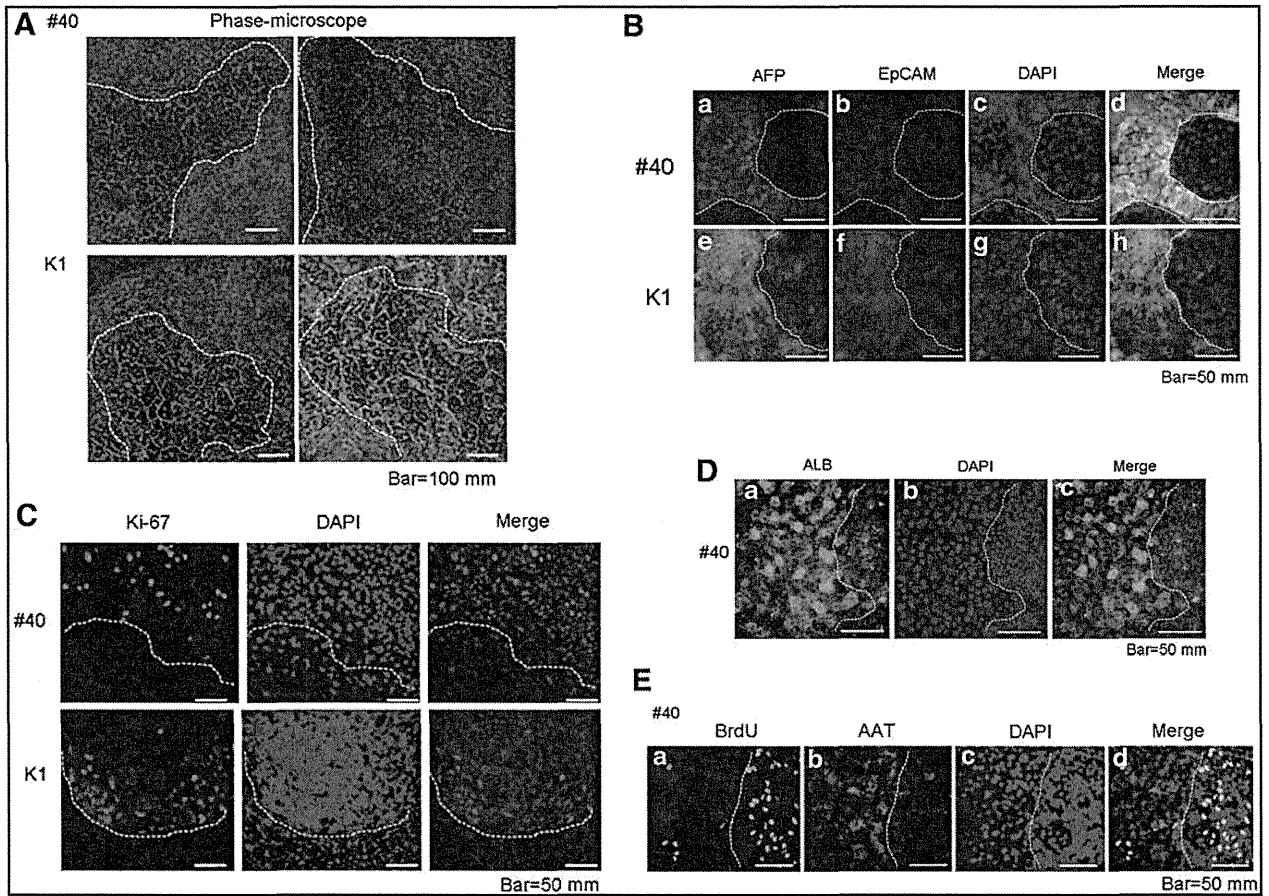 A
#40
Phase-microscope
K1
Bar=100 mm
B
AFP
EpCAM
DAPI
Merge
#40
a
b
c
d
K1
e
f
g
h
Bar=50 mm
C
Ki-67
DAPI
Merge
#40
K1
Bar=50 mm
D
ALB
DAPI
Merge
#40
a
b
c
Bar=50 mm
E
#40
BrdU
AAT
DAPI
Merge
a
b
c
d
Bar=50 mm